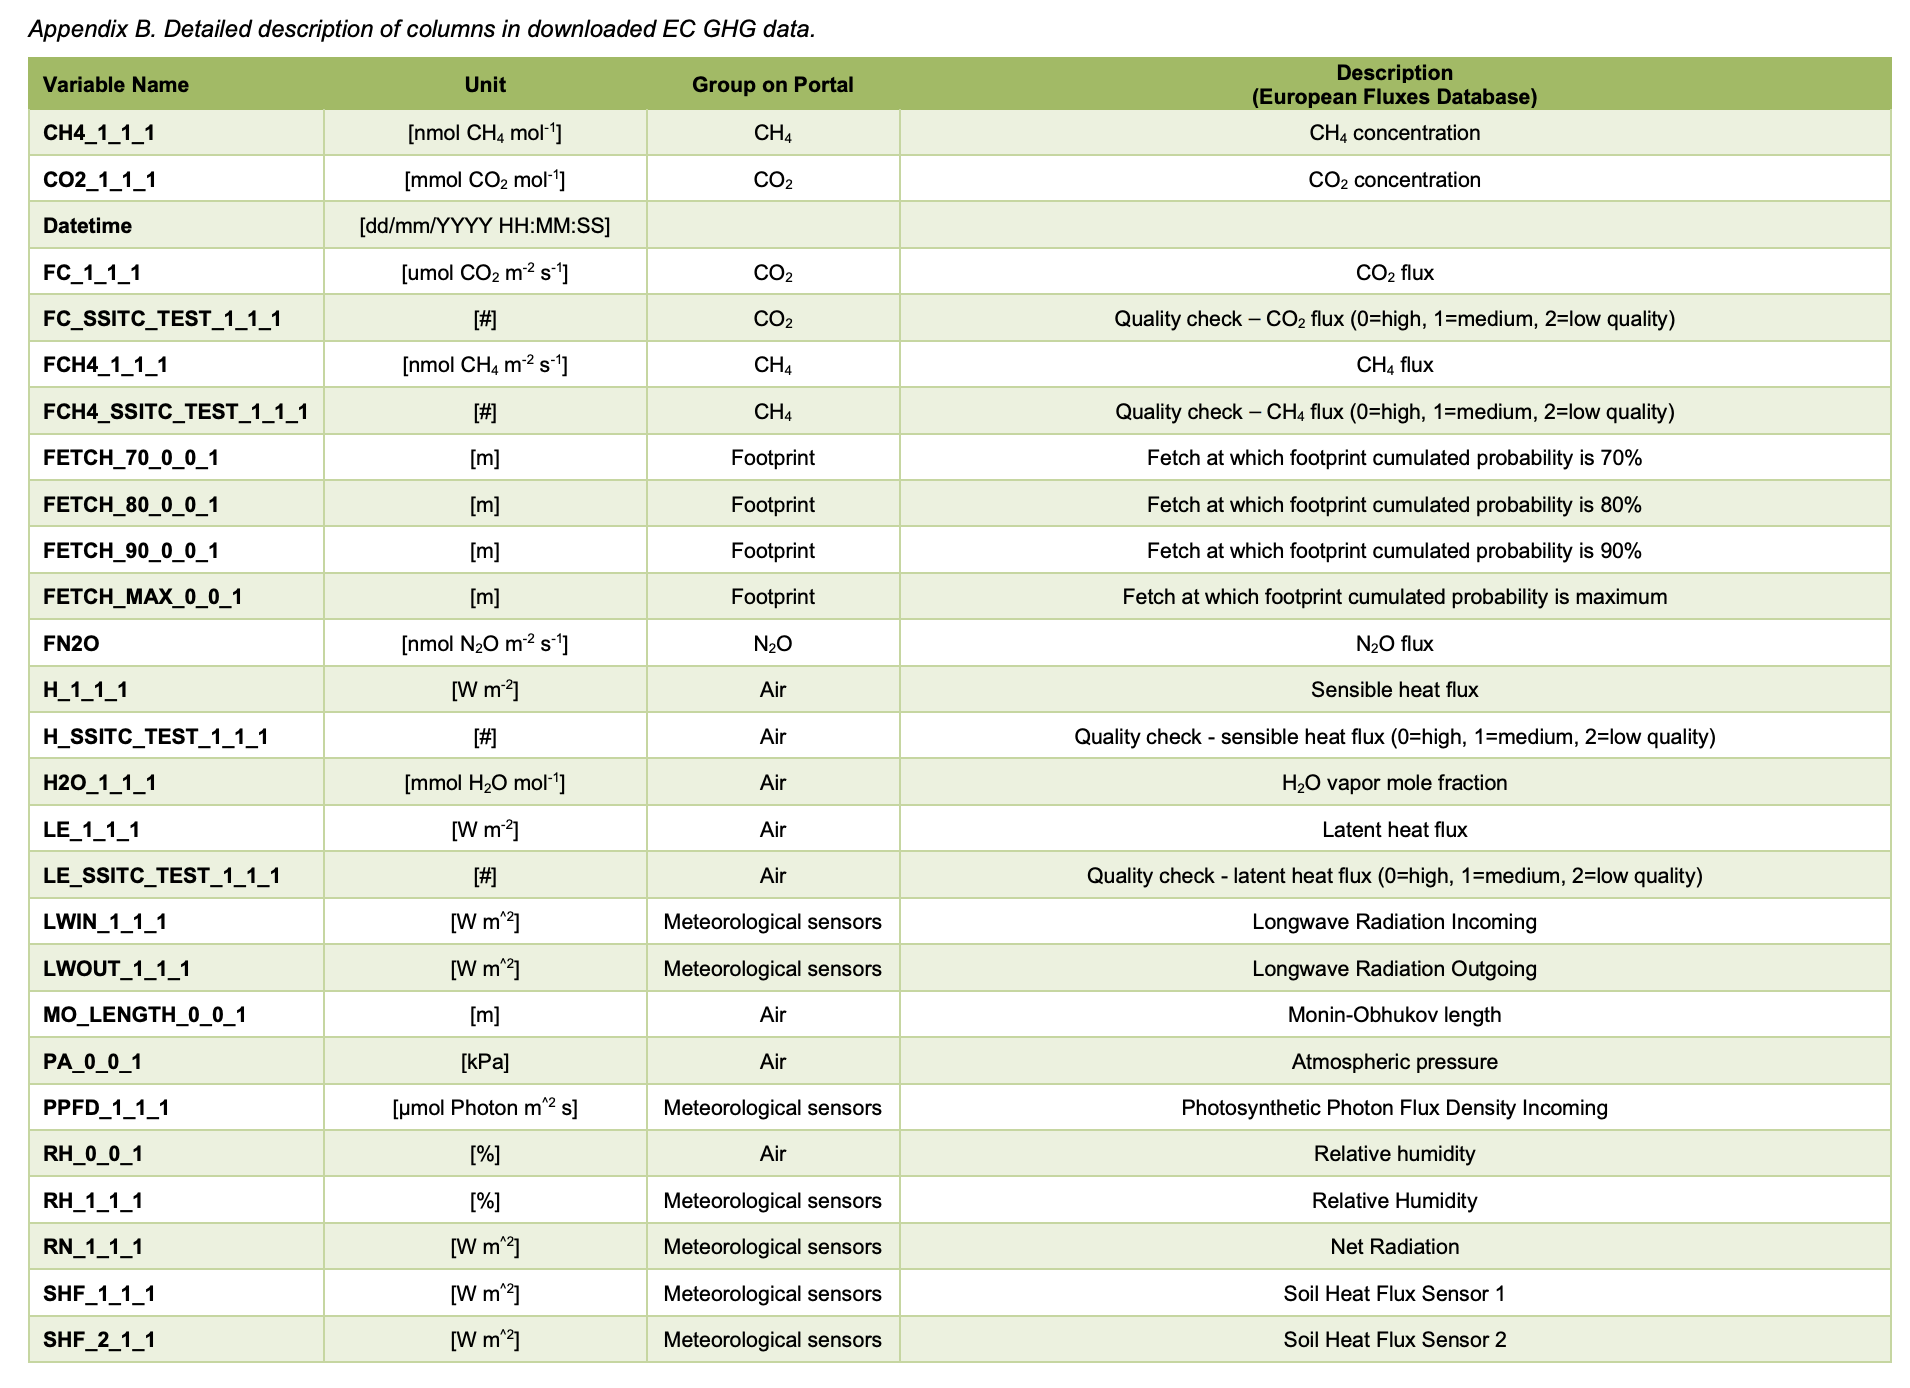 Appendix B. Detailed description of columns in downloaded EC GHG data.
Variable Name Unit Group on Portal Description
(European Fluxes Database)
CH4_1_1_1 [nmol CH₄ mol⁻¹] CH₄ CH₄ concentration
CO2_1_1_1 [mmol CO₂ mol⁻¹] CO₂ CO₂ concentration
Datetime [dd/mm/YYYY HH:MM:SS]
FC_1_1_1 [umol CO₂ m⁻² s⁻¹] CO₂ CO₂ flux
FC_SSITC_TEST_1_1_1 [#] CO₂ Quality check – CO₂ flux (0=high, 1=medium, 2=low quality)
FCH4_1_1_1 [nmol CH₄ m⁻² s⁻¹] CH₄ CH₄ flux
FCH4_SSITC_TEST_1_1_1 [#] CH₄ Quality check – CH₄ flux (0=high, 1=medium, 2=low quality)
FETCH_70_0_0_1 [m] Footprint Fetch at which footprint cumulated probability is 70%
FETCH_80_0_0_1 [m] Footprint Fetch at which footprint cumulated probability is 80%
FETCH_90_0_0_1 [m] Footprint Fetch at which footprint cumulated probability is 90%
FETCH_MAX_0_0_1 [m] Footprint Fetch at which footprint cumulated probability is maximum
FN2O [nmol N₂O m⁻² s⁻¹] N₂O N₂O flux
H_1_1_1 [W m⁻²] Air Sensible heat flux
H_SSITC_TEST_1_1_1 [#] Air Quality check - sensible heat flux (0=high, 1=medium, 2=low quality)
H2O_1_1_1 [mmol H₂O mol⁻¹] Air H₂O vapor mole fraction
LE_1_1_1 [W m⁻²] Air Latent heat flux
LE_SSITC_TEST_1_1_1 [#] Air Quality check - latent heat flux (0=high, 1=medium, 2=low quality)
LWIN_1_1_1 [W m^²] Meteorological sensors Longwave Radiation Incoming
LWOUT_1_1_1 [W m^²] Meteorological sensors Longwave Radiation Outgoing
MO_LENGTH_0_0_1 [m] Air Monin-Obhukov length
PA_0_0_1 [kPa] Air Atmospheric pressure
PPFD_1_1_1 [µmol Photon m^² s] Meteorological sensors Photosynthetic Photon Flux Density Incoming
RH_0_0_1 [%] Air Relative humidity
RH_1_1_1 [%] Meteorological sensors Relative Humidity
RN_1_1_1 [W m^²] Meteorological sensors Net Radiation
SHF_1_1_1 [W m^²] Meteorological sensors Soil Heat Flux Sensor 1
SHF_2_1_1 [W m^²] Meteorological sensors Soil Heat Flux Sensor 2